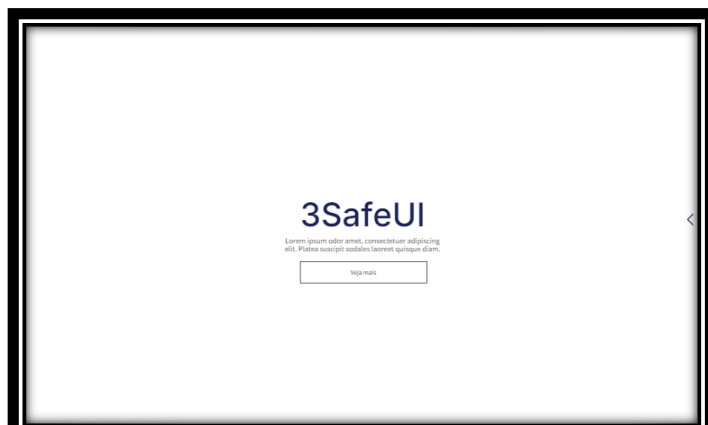 3SafeUI
Lorem ipsum odor amet, consectetuer adipiscing
elit. Platea suscipit sodales laoreet quisque diam.
Veja mais